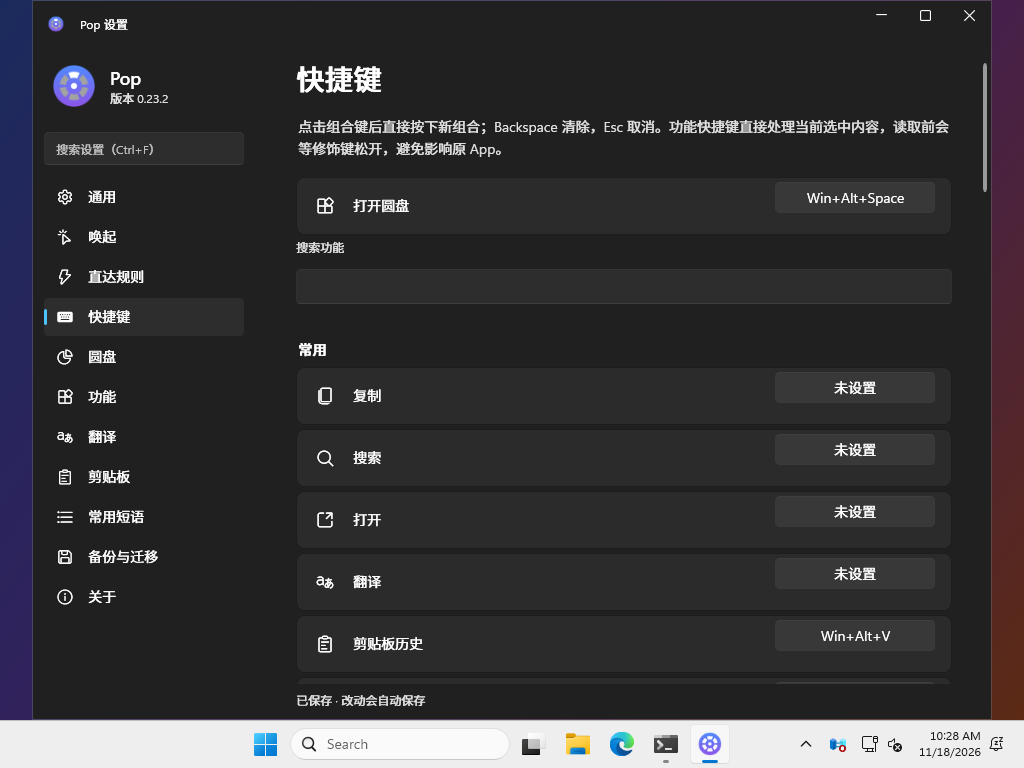 Pop 设置
Pop
版本 0.23.2
搜索设置（Ctrl+F）
通用
唤起
直达规则
快捷键
圆盘
功能
翻译
剪贴板
常用短语
备份与迁移
关于
快捷键
点击组合键后直接按下新组合；Backspace 清除，Esc 取消。功能快捷键直接处理当前选中内容，读取前会
等修饰键松开，避免影响原 App。
打开圆盘
Win+Alt+Space
搜索功能
常用
复制
未设置
搜索
未设置
打开
未设置
翻译
未设置
剪贴板历史
Win+Alt+V
已保存 · 改动会自动保存
Search
10:28 AM
11/18/2026